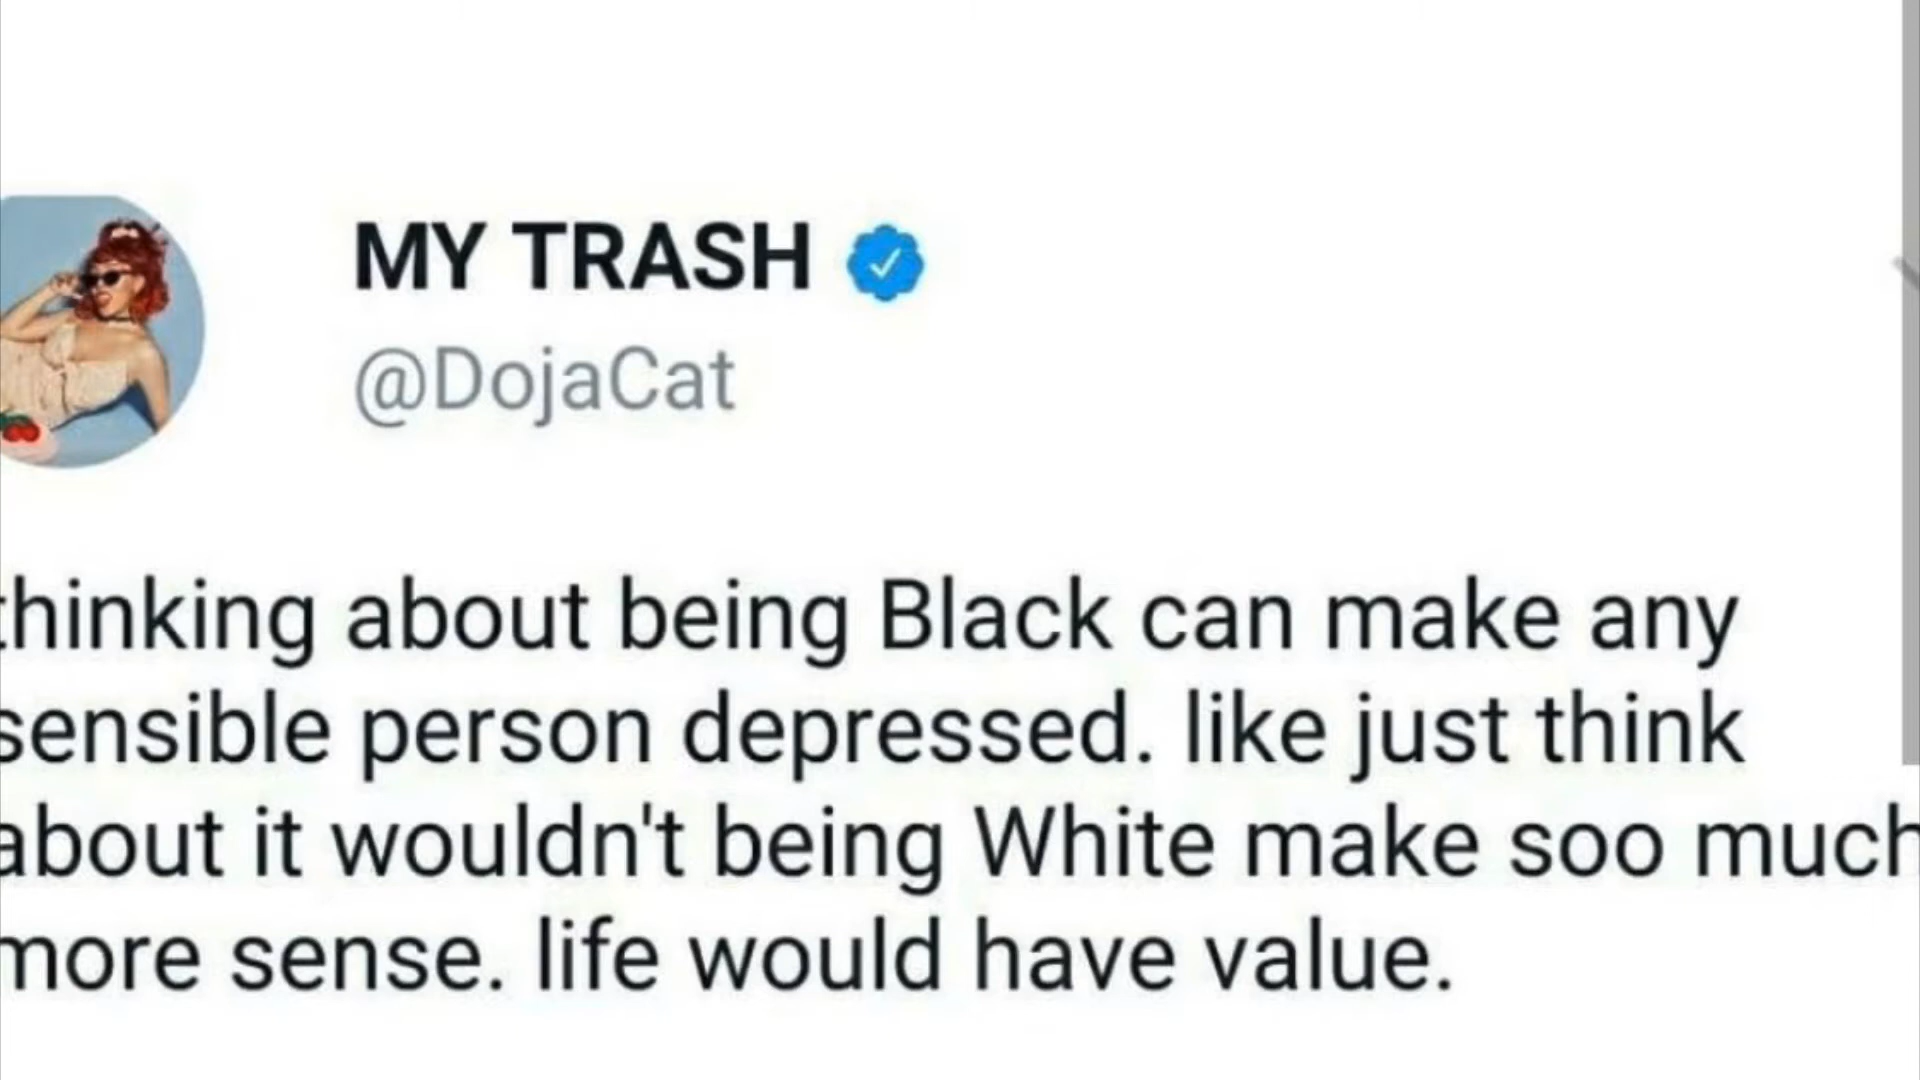 MY TRASH
@DojaCat
thinking about being Black can make any
sensible person depressed. like just think
about it wouldn't being White make soo much
more sense. life would have value.